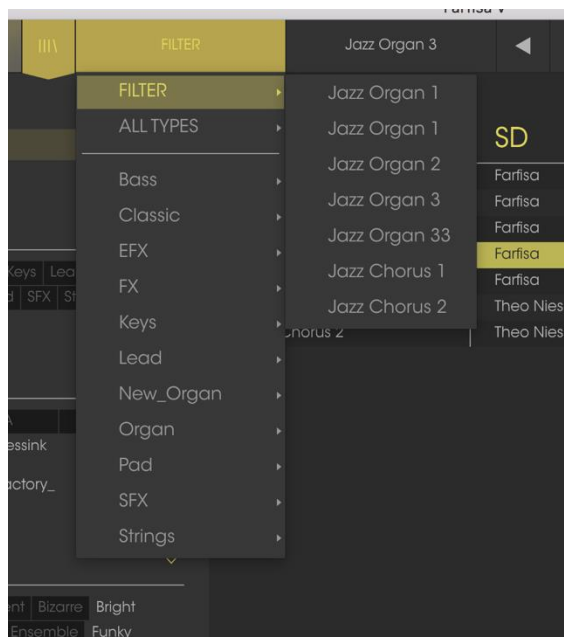 Farfisa V
FILTER
Jazz Organ 3
FILTER
ALL TYPES
Bass
Classic
EFX
FX
Keys
Lead
New_Organ
Organ
Pad
SFX
Strings
Jazz Organ 1
Jazz Organ 1
Jazz Organ 2
Jazz Organ 3
Jazz Organ 33
Jazz Chorus 1
Jazz Chorus 2
SD
Farfisa
Farfisa
Farfisa
Farfisa
Farfisa
Theo Nies
Chorus 2 Theo Nies
Keys Lea
SFX
essink
actory_
Bizarre Bright
Ensemble Funky